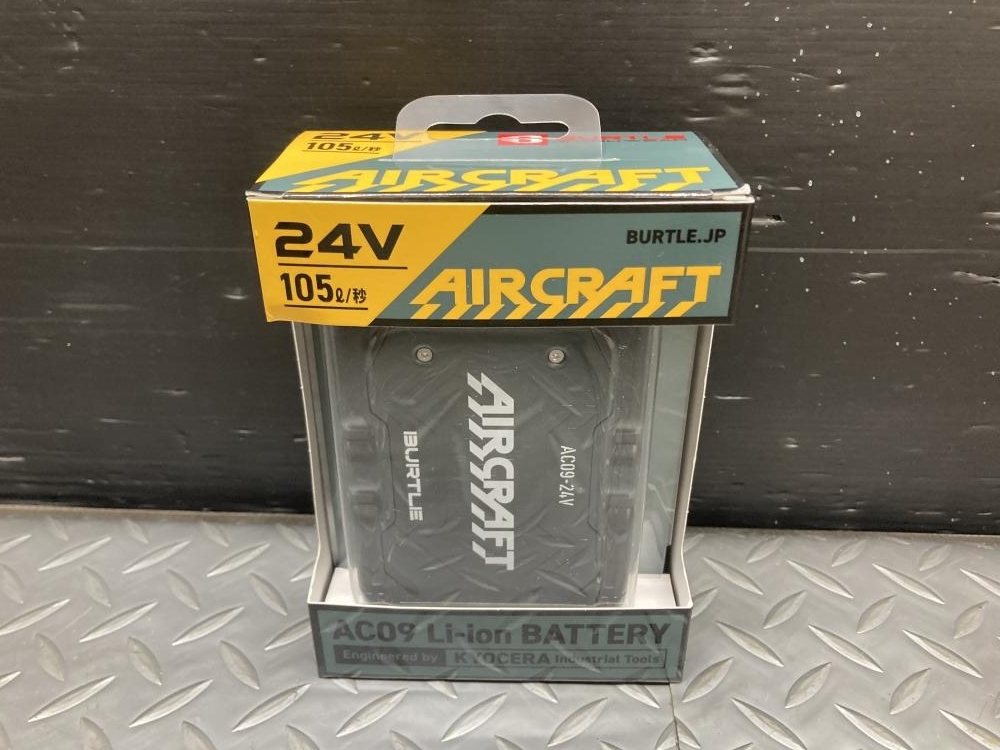 24V
105ℓ/秒
BURTLE
AIRCRAFT
24V
105ℓ/秒
BURTLE.JP
AIRCRAFT
AIRCRAFT
BURTLE
AC09-24V
AC09 Li-ion BATTERY
Engineered by KYOCERA Industrial Tools